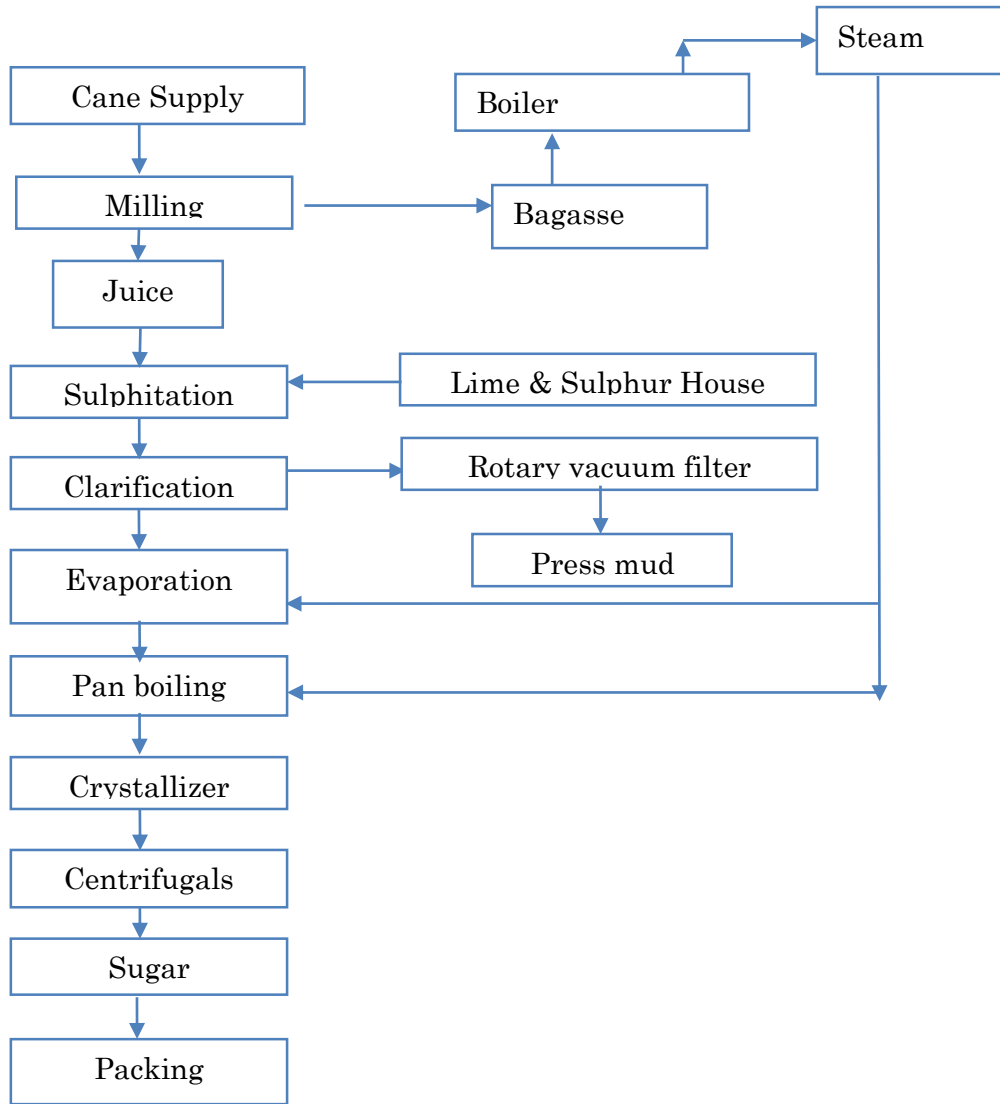 Steam
Cane Supply
Boiler
Milling
Bagasse
Juice
Sulphitation
Lime & Sulphur House
Clarification
Rotary vacuum filter
Evaporation
Press mud
Pan boiling
Crystallizer
Centrifugals
Sugar
Packing